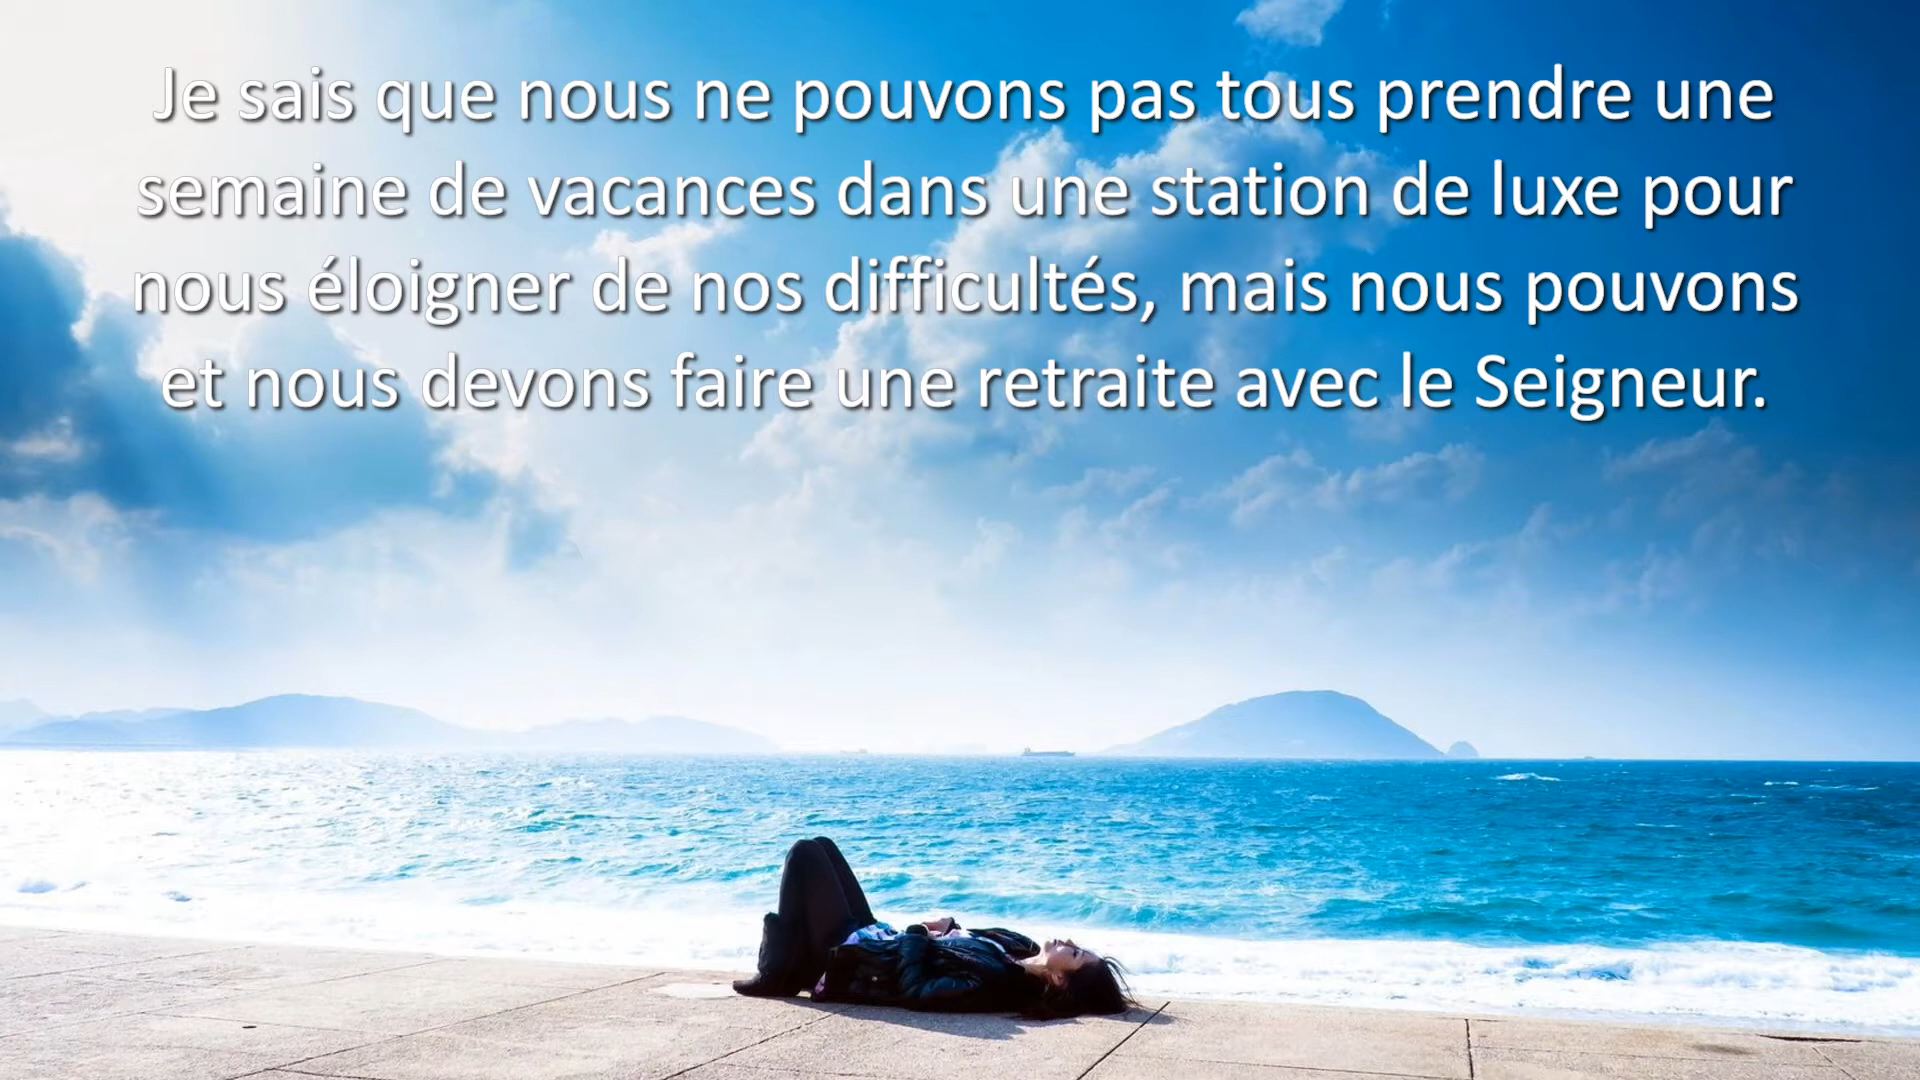 Je sais que nous ne pouvons pas tous prendre une
semaine de vacances dans une station de luxe pour
nous éloigner de nos difficultés, mais nous pouvons
et nous devons faire une retraite avec le Seigneur.